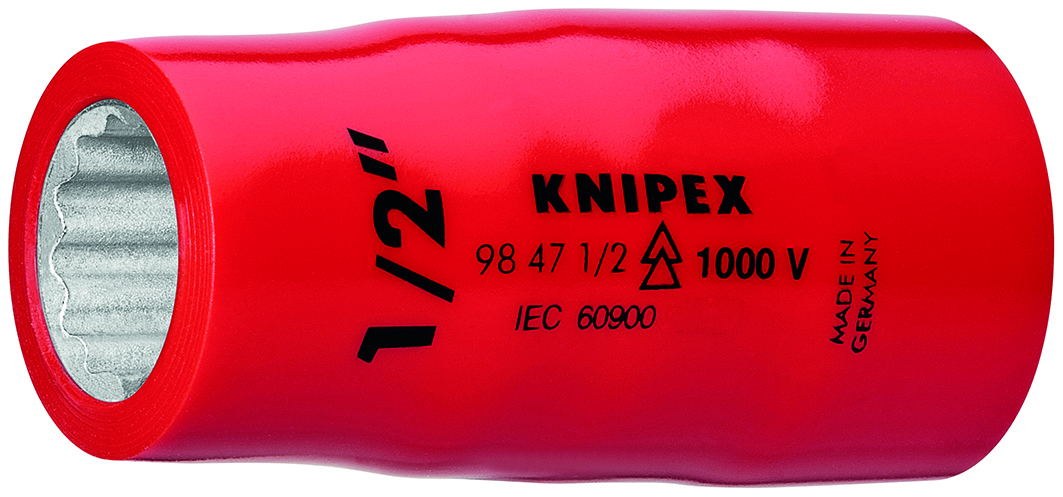 1/2"
KNIPEX
98 47 1/2 1000 V
IEC 60900
MADE IN
GERMANY